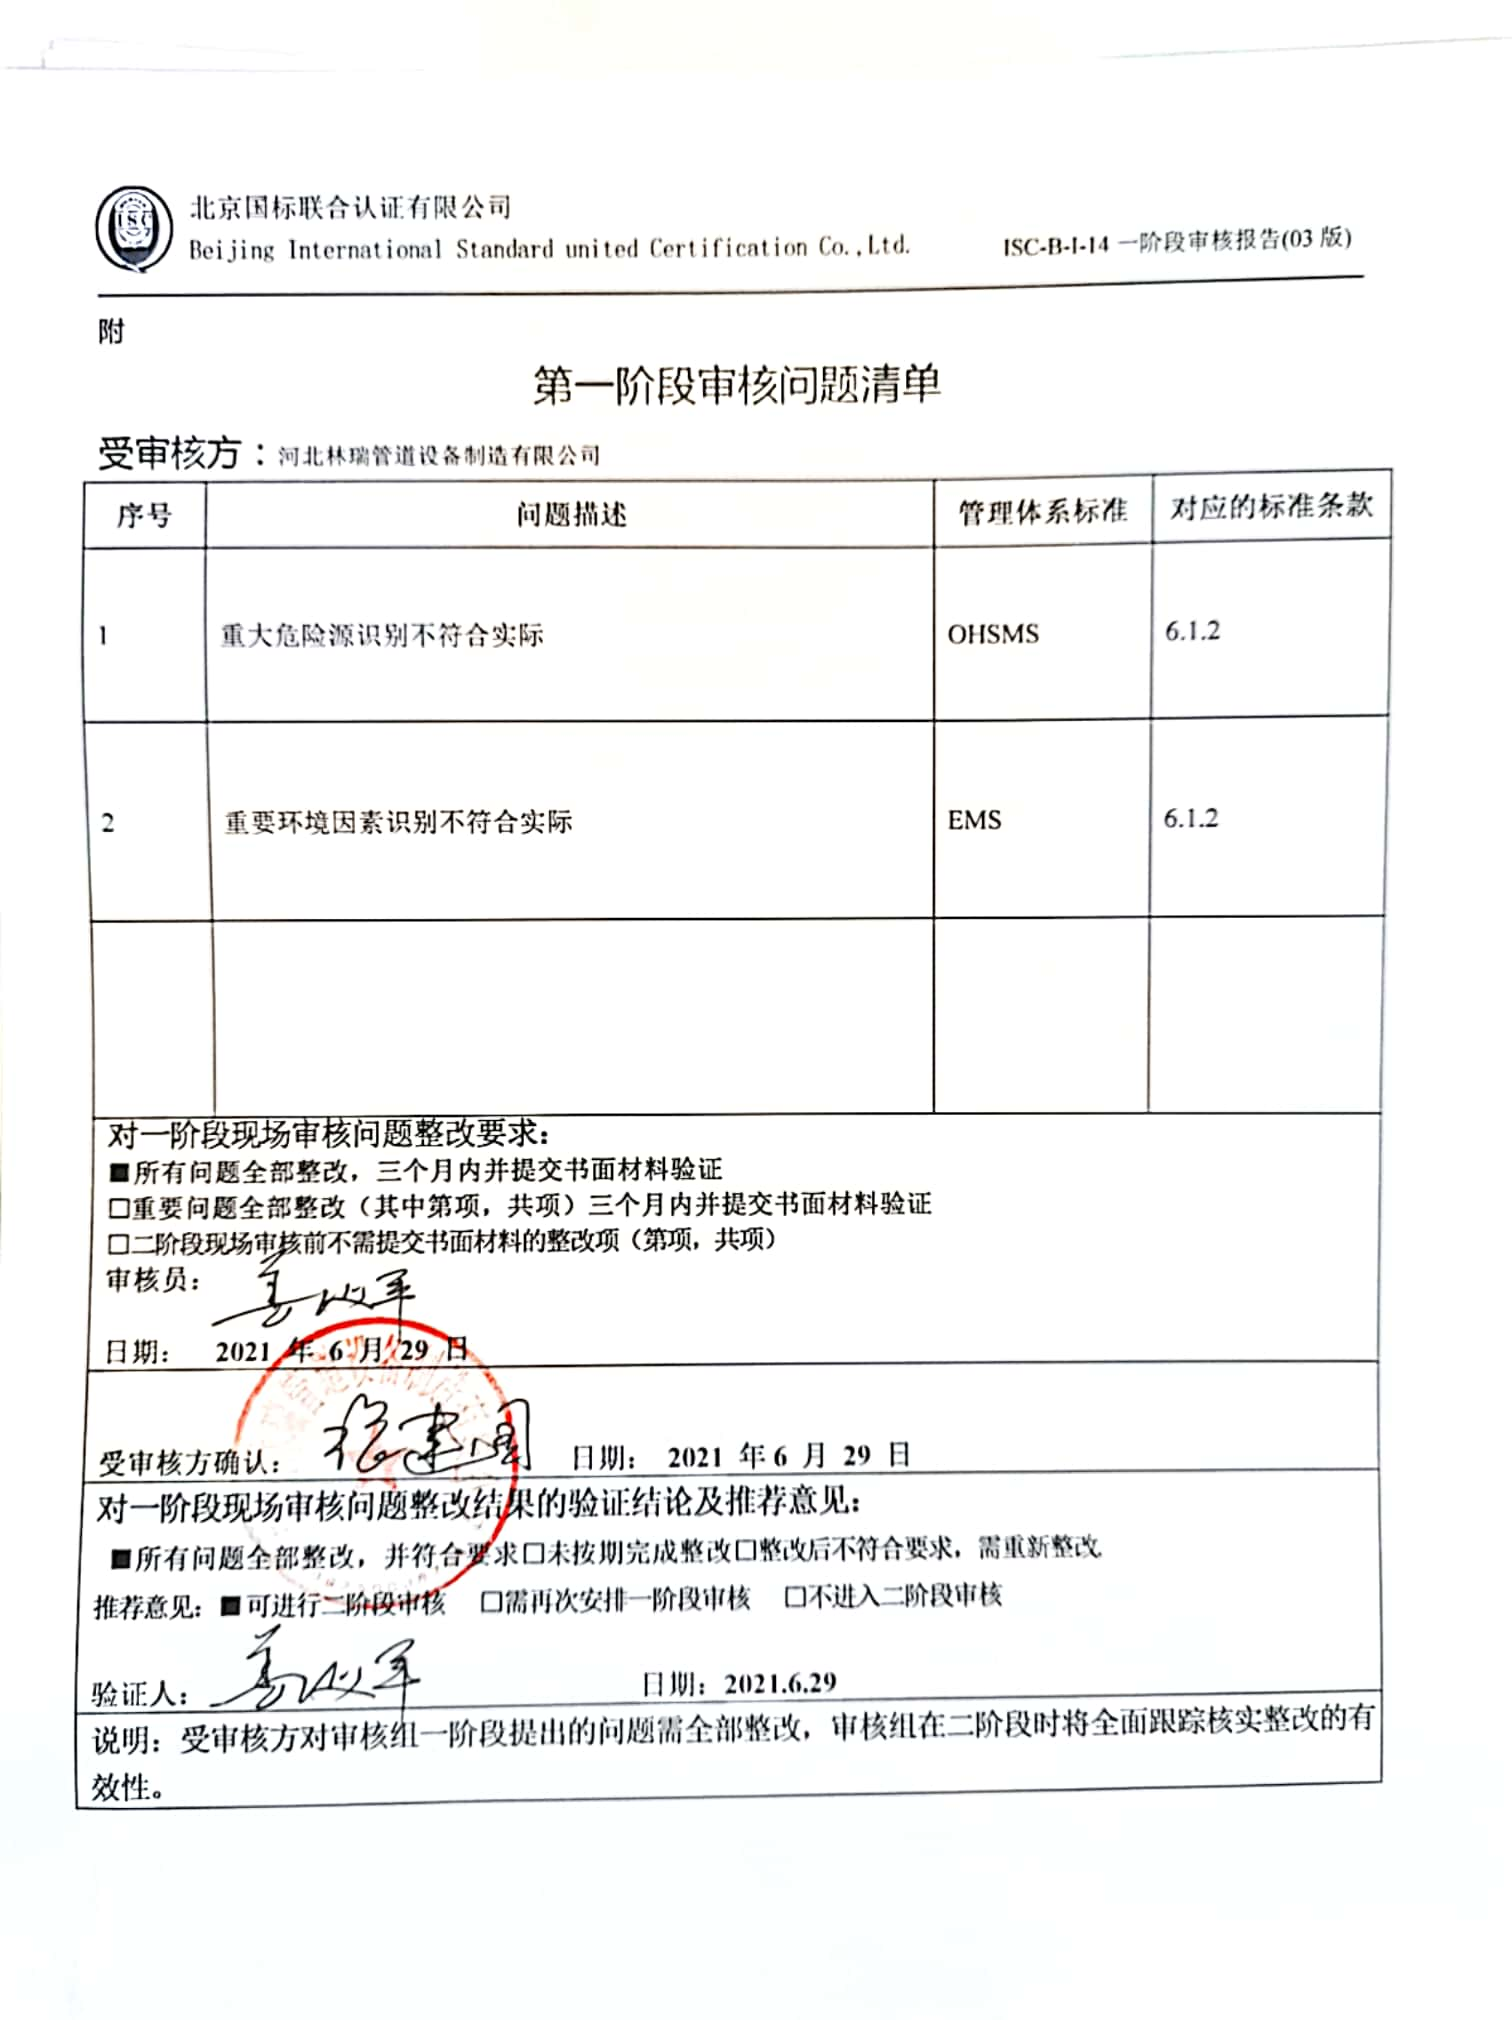 ISC
北京国标联合认证有限公司
Beijing International Standard united Certification Co.,Ltd.
ISC-B-I-14 一阶段审核报告(03 版)
附
第一阶段审核问题清单
受审核方：河北林瑞管道设备制造有限公司
序号 问题描述 管理体系标准 对应的标准条款
1 重大危险源识别不符合实际 OHSMS 6.1.2
2 重要环境因素识别不符合实际 EMS 6.1.2
对一阶段现场审核问题整改要求：
■所有问题全部整改，三个月内并提交书面材料验证
□重要问题全部整改（其中第项，共项）三个月内并提交书面材料验证
□二阶段现场审核前不需提交书面材料的整改项（第项，共项）
审核员：
日期： 2021 年 6 月 29 日
受审核方确认： 日期： 2021 年 6 月 29 日
对一阶段现场审核问题整改结果的验证结论及推荐意见：
■所有问题全部整改，并符合要求□未按期完成整改□整改后不符合要求，需重新整改
推荐意见：■可进行二阶段审核 □需再次安排一阶段审核 □不进入二阶段审核
验证人： 日期：2021.6.29
说明：受审核方对审核组一阶段提出的问题需全部整改，审核组在二阶段时将全面跟踪核实整改的有
效性。